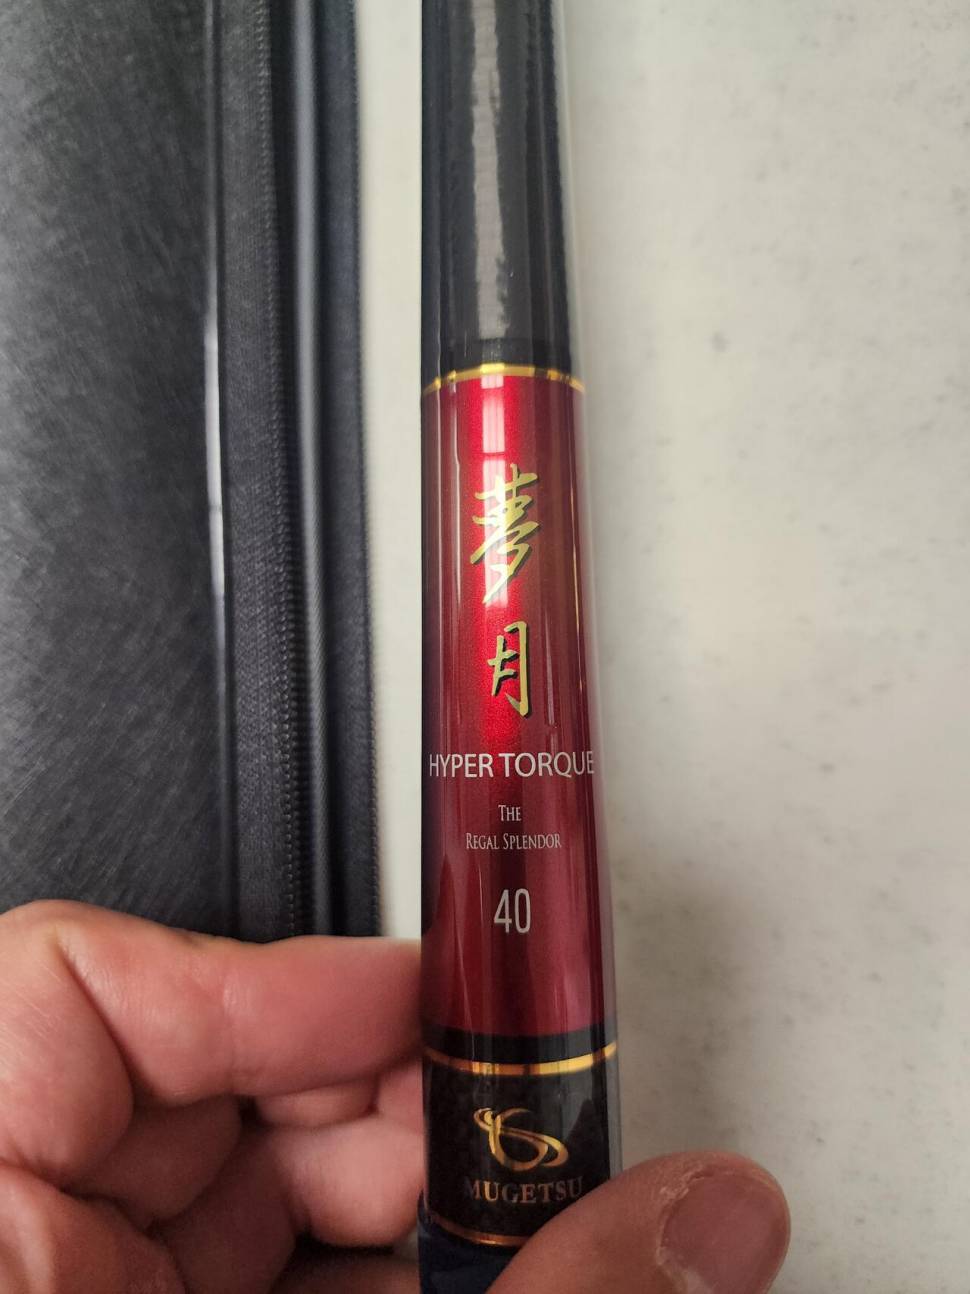 夢
月
HYPER TORQUE
THE
REGAL SPLENDOR
40
MUGETSU